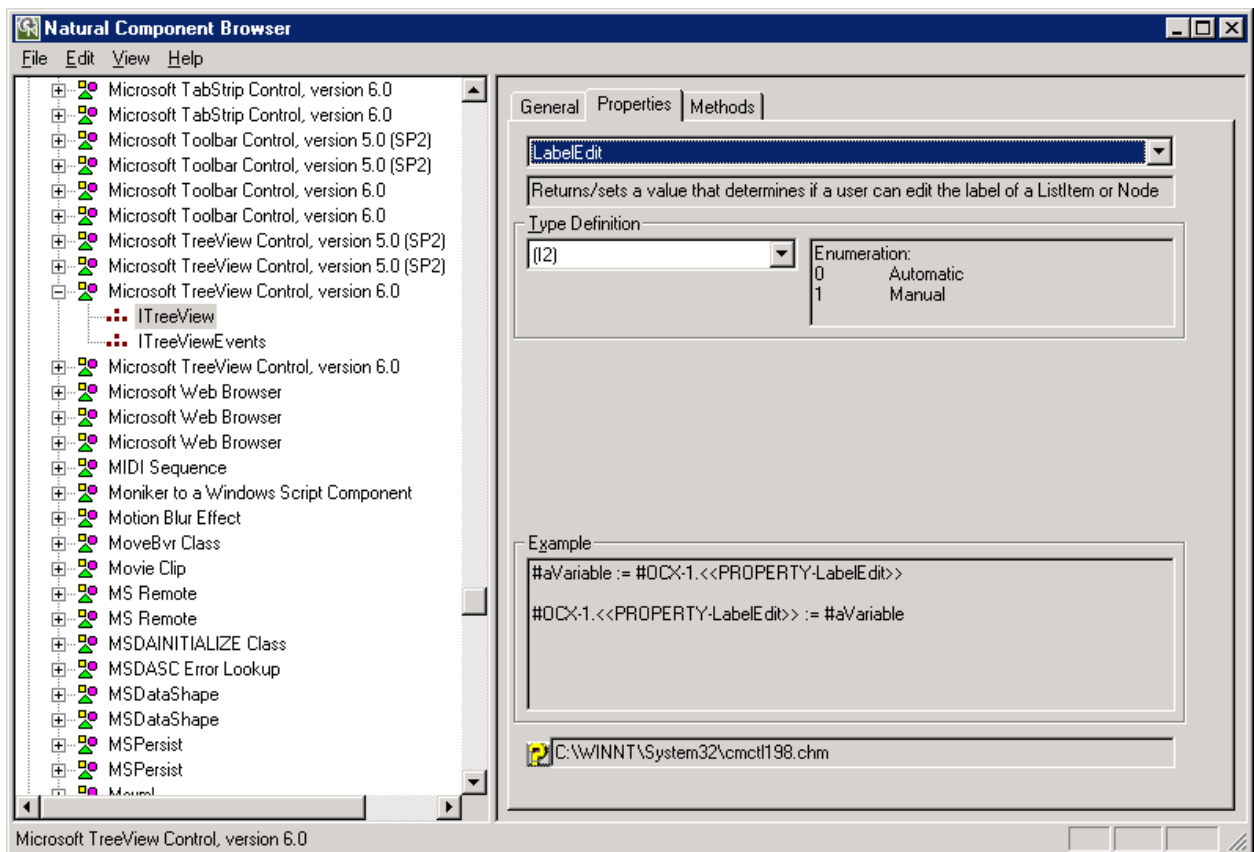 Natural Component Browser
File Edit View Help
Microsoft TabStrip Control, version 6.0
Microsoft TabStrip Control, version 6.0
Microsoft Toolbar Control, version 5.0 (SP2)
Microsoft Toolbar Control, version 5.0 (SP2)
Microsoft Toolbar Control, version 6.0
Microsoft Toolbar Control, version 6.0
Microsoft TreeView Control, version 5.0 (SP2)
Microsoft TreeView Control, version 5.0 (SP2)
Microsoft TreeView Control, version 6.0
ITreeView
ITreeViewEvents
Microsoft TreeView Control, version 6.0
Microsoft Web Browser
Microsoft Web Browser
Microsoft Web Browser
MIDI Sequence
Moniker to a Windows Script Component
Motion Blur Effect
MoveBvr Class
Movie Clip
MS Remote
MS Remote
MSDAINITIALIZE Class
MSDASC Error Lookup
MSDataShape
MSDataShape
MSPersist
MSPersist
General Properties Methods
LabelEdit
Returns/sets a value that determines if a user can edit the label of a ListItem or Node
Type Definition
(I2)
Enumeration:
0 Automatic
1 Manual
Example
#aVariable := #OCX-1.<<PROPERTY-LabelEdit>>
#OCX-1.<<PROPERTY-LabelEdit>> := #aVariable
C:\WINNT\System32\cmctl198.chm
Microsoft TreeView Control, version 6.0